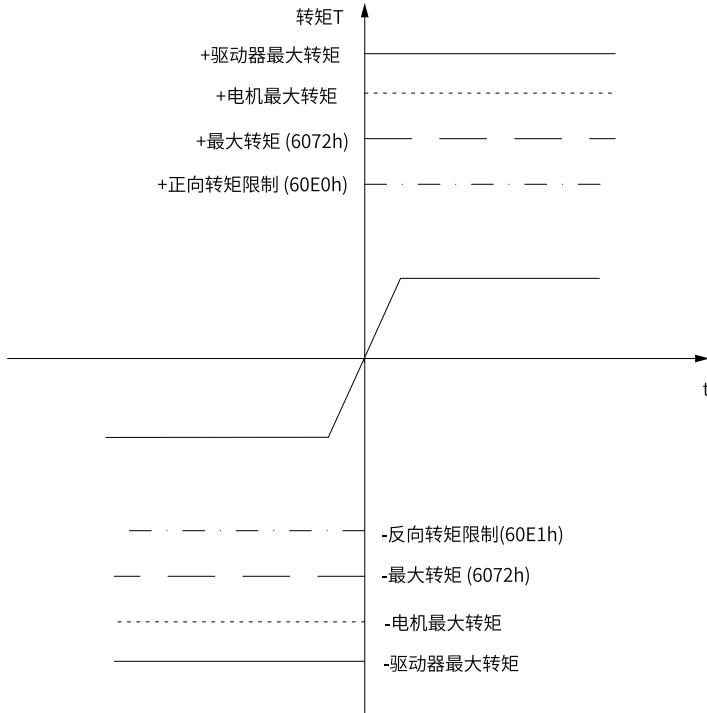 转矩T
+驱动器最大转矩
+电机最大转矩
+最大转矩 (6072h)
+正向转矩限制 (60E0h)
t
-反向转矩限制(60E1h)
-最大转矩 (6072h)
-电机最大转矩
-驱动器最大转矩